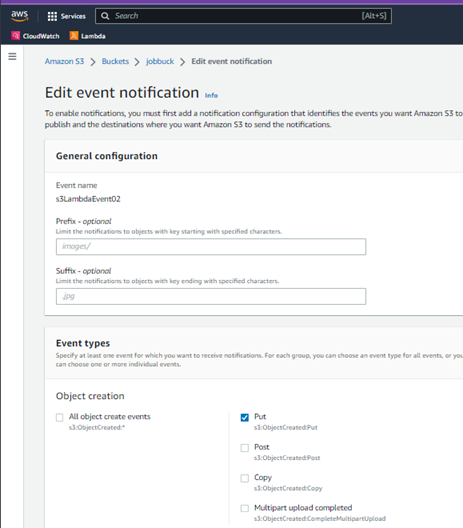 aws
Services
Search
[Alt+S]
CloudWatch
Lambda
Amazon S3 > Buckets > jobbuck > Edit event notification
Edit event notification Info
To enable notifications, you must first add a notification configuration that identifies the events you want Amazon S3 to
publish and the destinations where you want Amazon S3 to send the notifications.
General configuration
Event name
s3LambdaEvent02
Prefix - optional
Limit the notifications to objects with key starting with specified characters.
images/
Suffix - optional
Limit the notifications to objects with key ending with specified characters.
.jpg
Event types
Specify at least one event for which you want to receive notifications. For each group, you can choose an event type for all events, or you
can choose one or more individual events.
Object creation
All object create events
s3:ObjectCreated:*
Put
s3:ObjectCreated:Put
Post
s3:ObjectCreated:Post
Copy
s3:ObjectCreated:Copy
Multipart upload completed
s3:ObjectCreated:CompleteMultipartUpload